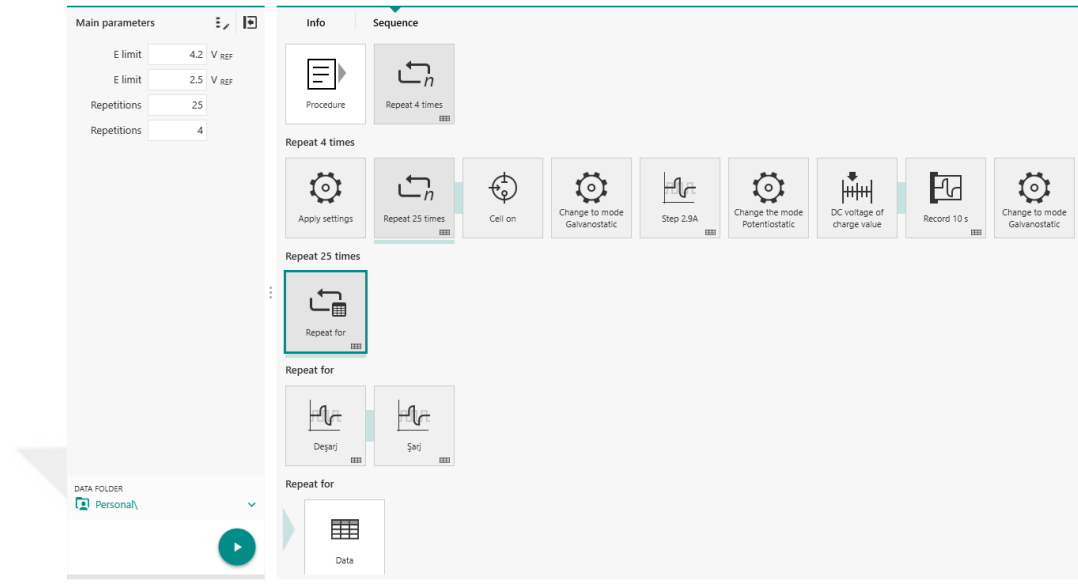 Main parameters
E limit 4.2 V REF
E limit 2.5 V REF
Repetitions 25
Repetitions 4
DATA FOLDER
Personal\
Info Sequence
Procedure
Repeat 4 times
n
Repeat 4 times
Apply settings
Repeat 25 times
n
Cell on
Change to mode
Galvanostatic
Step 2.9A
Change the mode
Potentiostatic
DC voltage of
charge value
Record 10 s
Change to mode
Galvanostatic
Repeat 25 times
Repeat for
Repeat for
Deşarj
Şarj
Repeat for
Data